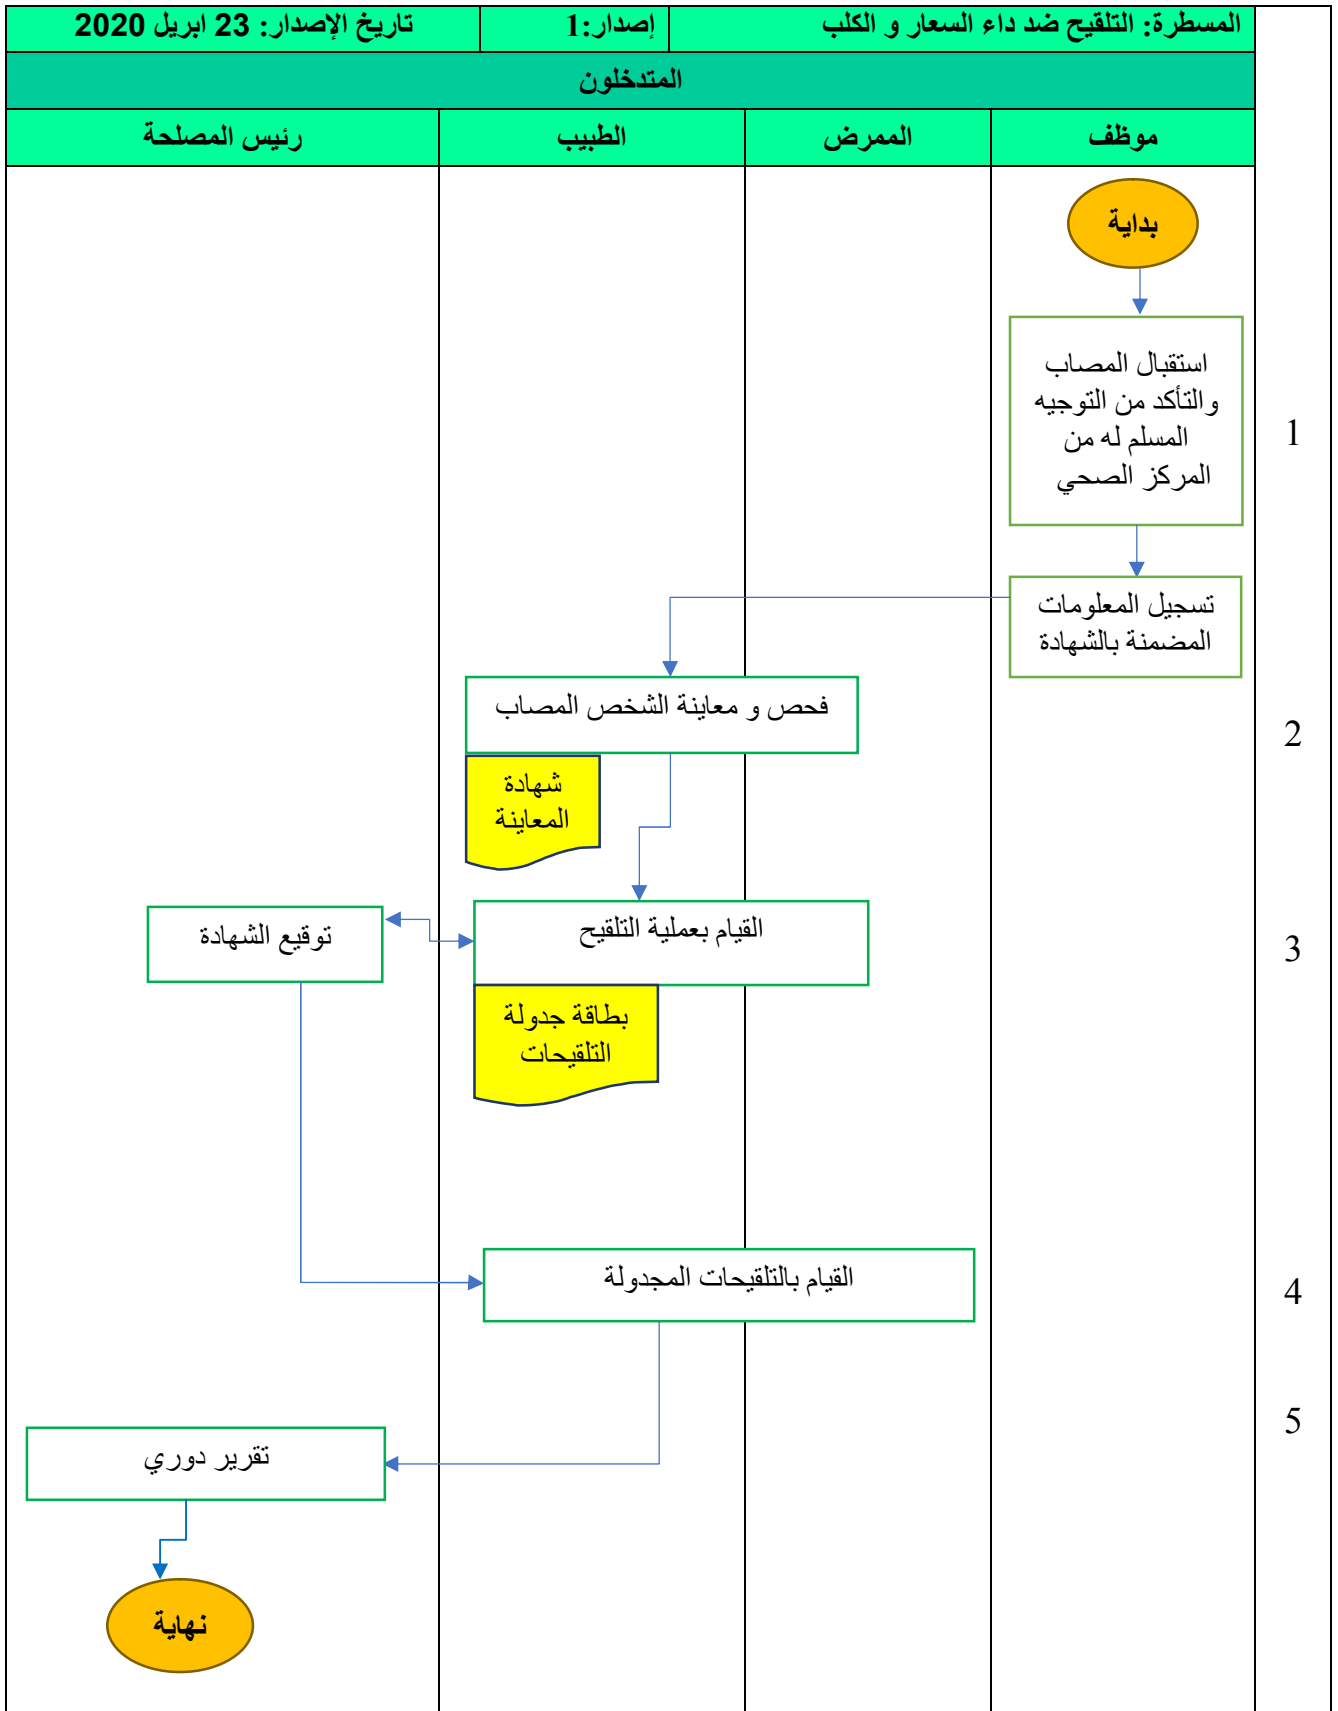 المسطرة: التلقيح ضد داء السعار و الكلب
إصدار:1
تاريخ الإصدار: 23 ابريل 2020
المتدخلون
موظف
الممرض
الطبيب
رئيس المصلحة
بداية
استقبال المصاب
والتأكد من التوجيه
المسلم له من
المركز الصحي
1
تسجيل المعلومات
المضمنة بالشهادة
فحص و معاينة الشخص المصاب
2
شهادة
المعاينة
القيام بعملية التلقيح
توقيع الشهادة
3
بطاقة جدولة
التلقيحات
القيام بالتلقيحات المجدولة
4
تقرير دوري
5
نهاية